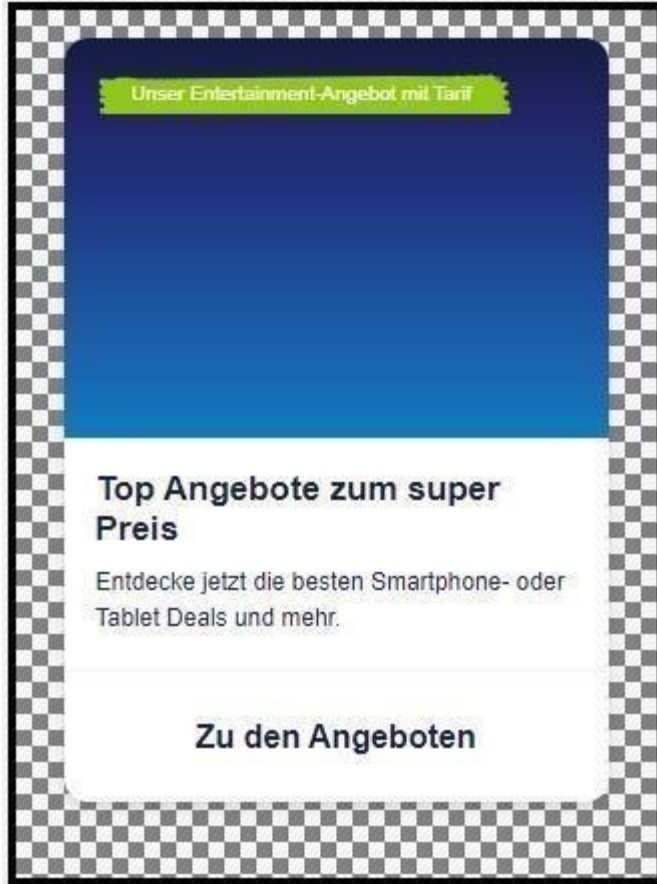 Unser Entertainment-Angebot mit Tarif
Top Angebote zum super
Preis
Entdecke jetzt die besten Smartphone- oder
Tablet Deals und mehr.
Zu den Angeboten